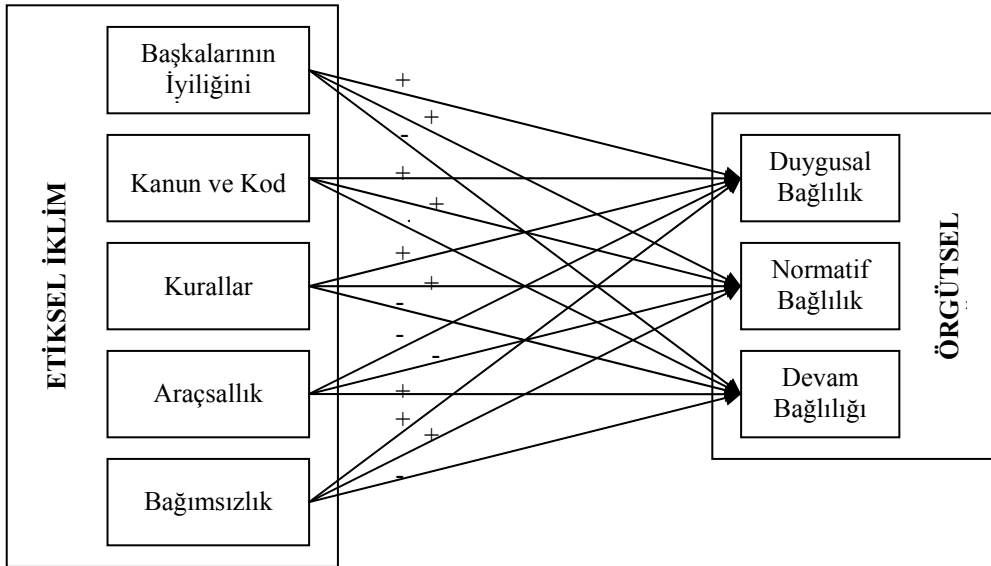 ETİKSEL İKLİM
Başkalarının
İyiliğini
Kanun ve Kod
Kurallar
Araçsallık
Bağımsızlık
+
+
-
+
+
+
+
-
-
-
+
+
+
-
Duygusal
Bağlılık
Normatif
Bağlılık
Devam
Bağlılığı
ÖRGÜTSEL